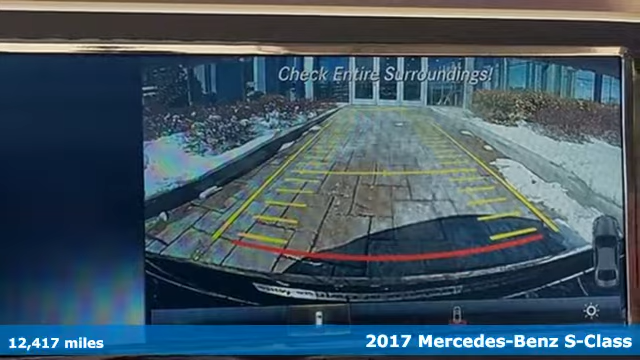 Check Entire Surroundings!
12,417 miles
2017 Mercedes-Benz S-Class